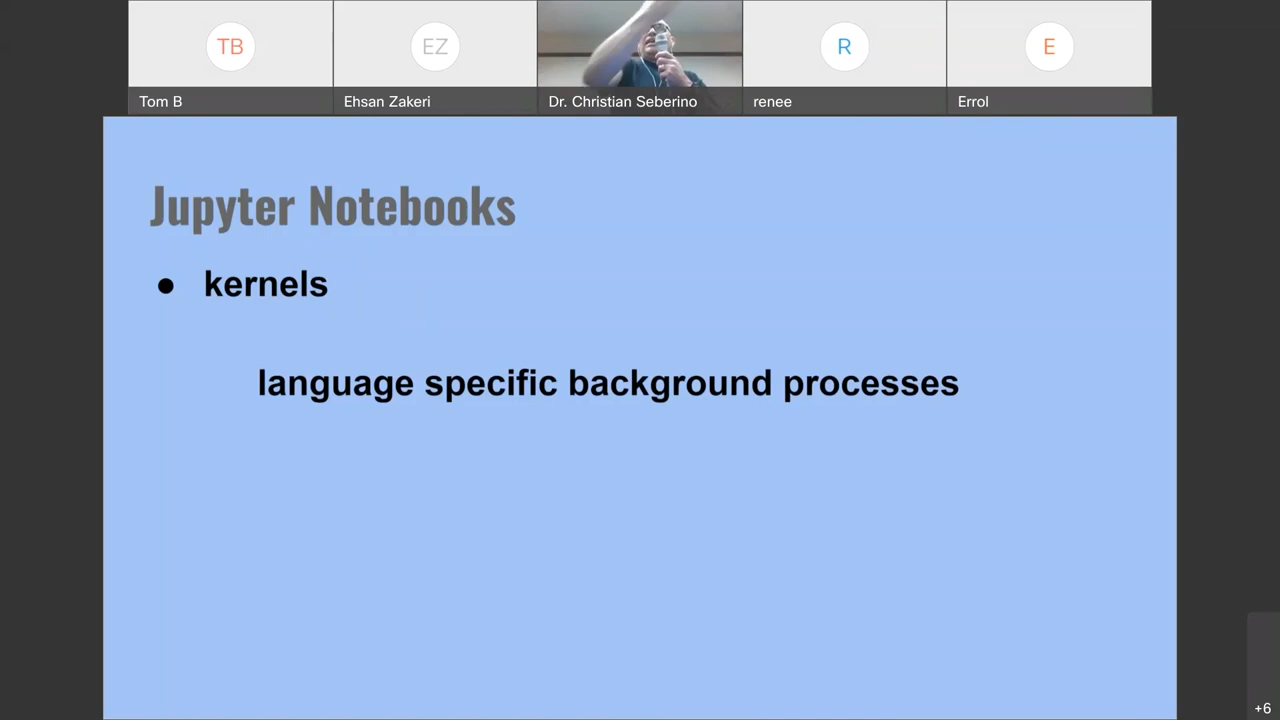 TB
EZ
R
E
Tom B
Ehsan Zakeri
Dr. Christian Seberino
renee
Errol
Jupyter Notebooks
● kernels
language specific background processes
+6